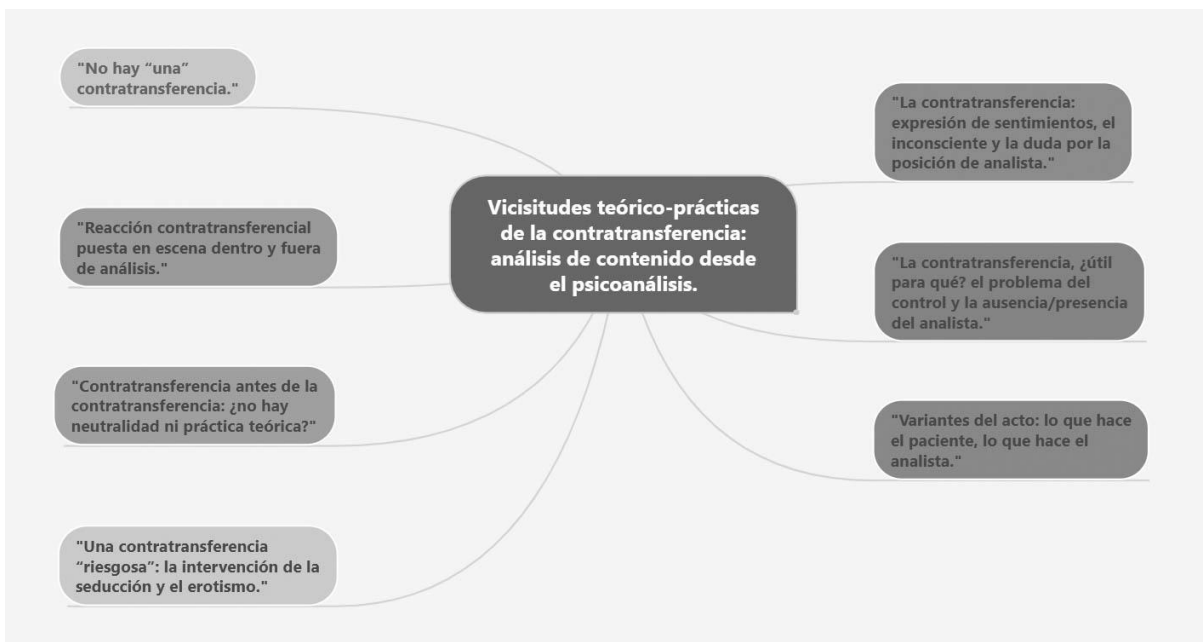 Vicisitudes teórico-prácticas
de la contratransferencia:
análisis de contenido desde
el psicoanálisis.
"No hay “una”
contratransferencia."
"Reacción contratransferencial
puesta en escena dentro y fuera
de análisis."
"Contratransferencia antes de la
contratransferencia: ¿no hay
neutralidad ni práctica teórica?"
"Una contratransferencia
“riesgosa”: la intervención de la
seducción y el erotismo."
"La contratransferencia:
expresión de sentimientos, el
inconsciente y la duda por la
posición de analista."
"La contratransferencia, ¿útil
para qué? el problema del
control y la ausencia/presencia
del analista."
"Variantes del acto: lo que hace
el paciente, lo que hace el
analista."